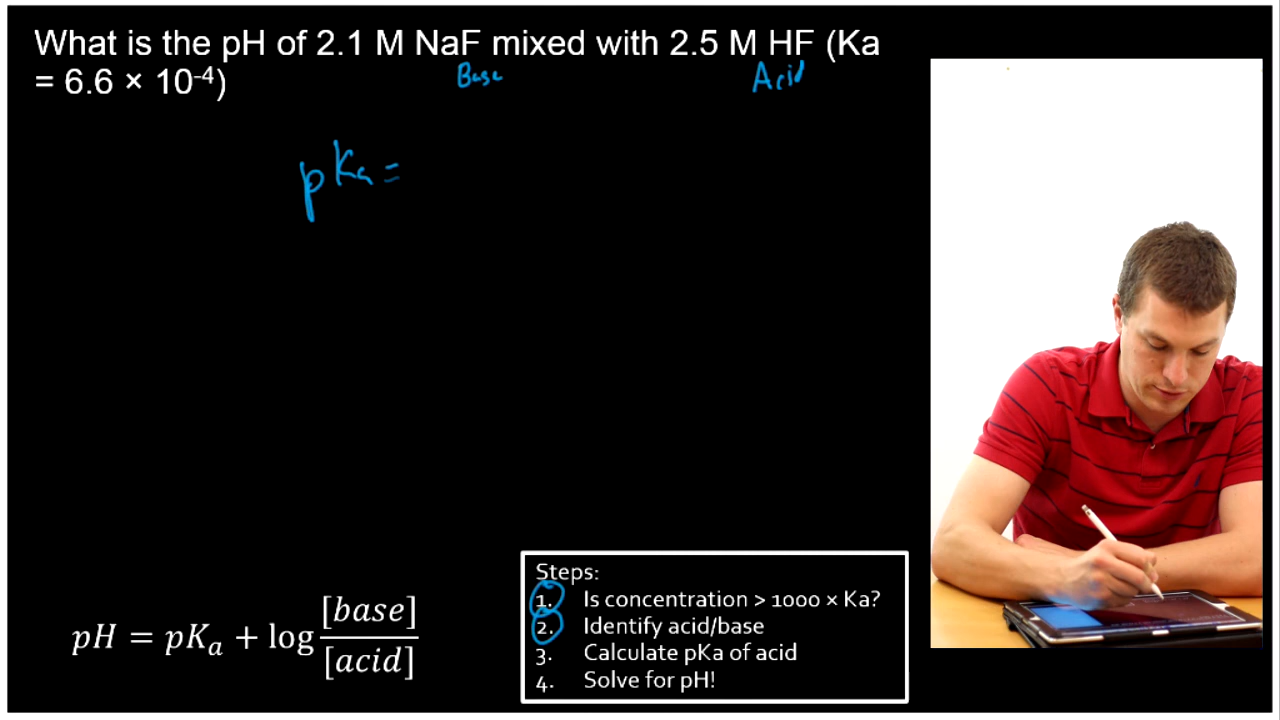 What is the pH of 2.1 M NaF mixed with 2.5 M HF (Ka
= 6.6 × 10⁻⁴)
Base Acid
pKa =
Steps:
1. Is concentration > 1000 × Ka?
2. Identify acid/base
3. Calculate pKa of acid
4. Solve for pH!
pH = pKₐ + log [base]/[acid]